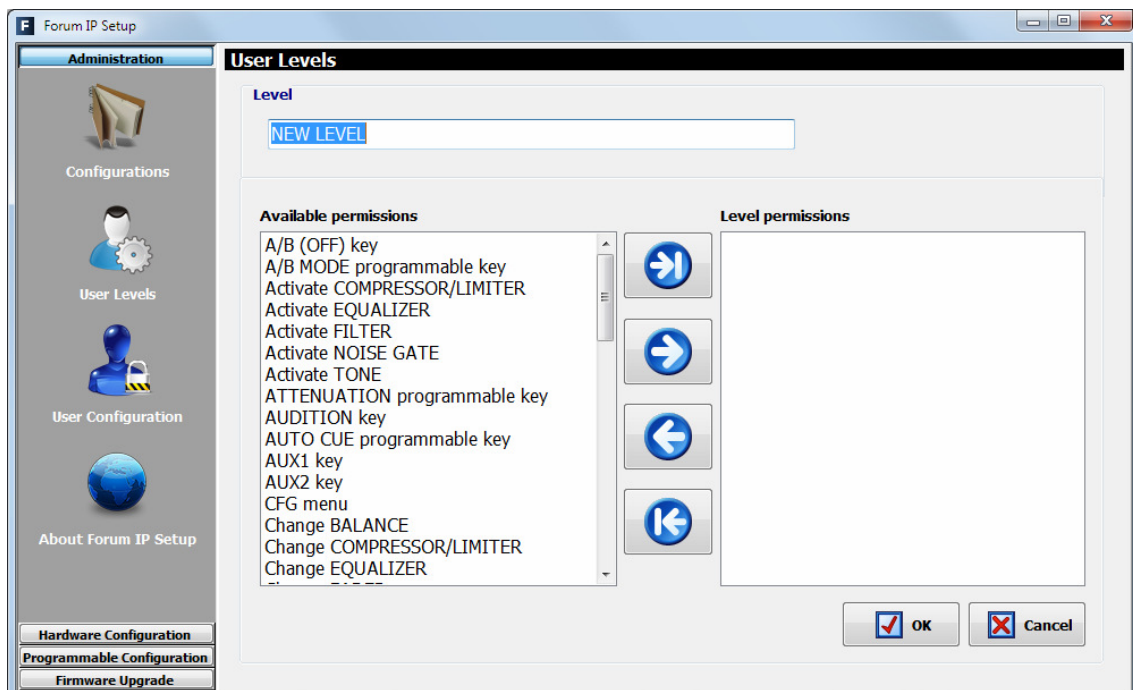 Forum IP Setup
Administration
Configurations
User Levels
User Configuration
About Forum IP Setup
Hardware Configuration
Programmable Configuration
Firmware Upgrade
User Levels
Level
NEW LEVEL
Available permissions
A/B (OFF) key
A/B MODE programmable key
Activate COMPRESSOR/LIMITER
Activate EQUALIZER
Activate FILTER
Activate NOISE GATE
Activate TONE
ATTENUATION programmable key
AUDITION key
AUTO CUE programmable key
AUX1 key
AUX2 key
CFG menu
Change BALANCE
Change COMPRESSOR/LIMITER
Change EQUALIZER
Level permissions
OK
Cancel